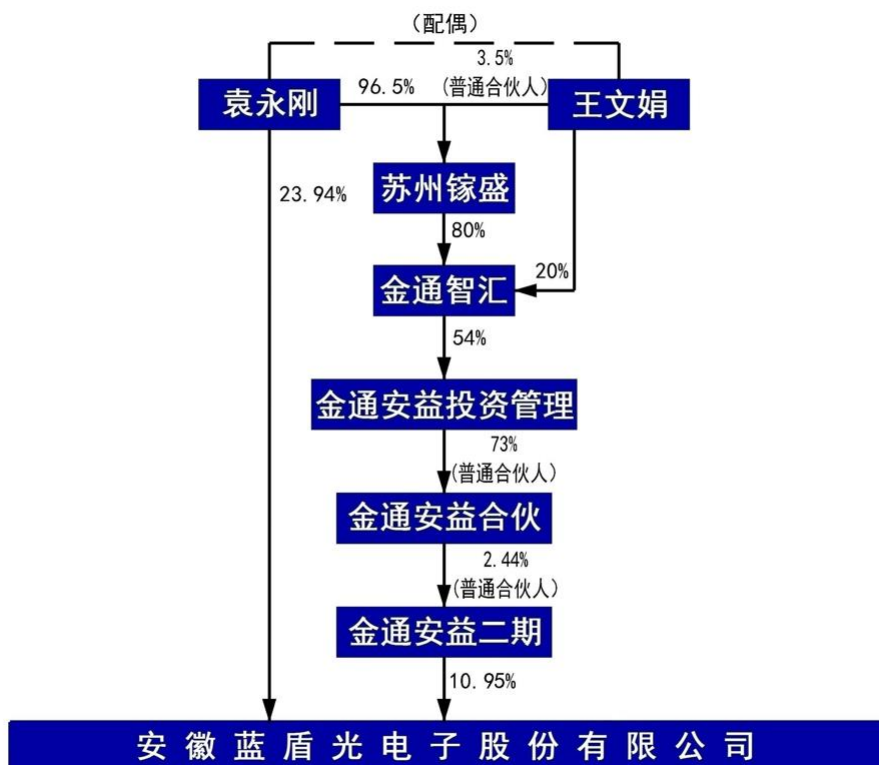 （配偶）
3.5%
（普通合伙人）
袁永刚
96.5%
王文娟
苏州镓盛
23.94%
80%
金通智汇
20%
54%
金通安益投资管理
73%
（普通合伙人）
金通安益合伙
2.44%
（普通合伙人）
金通安益二期
10.95%
安徽蓝盾光电子股份有限公司